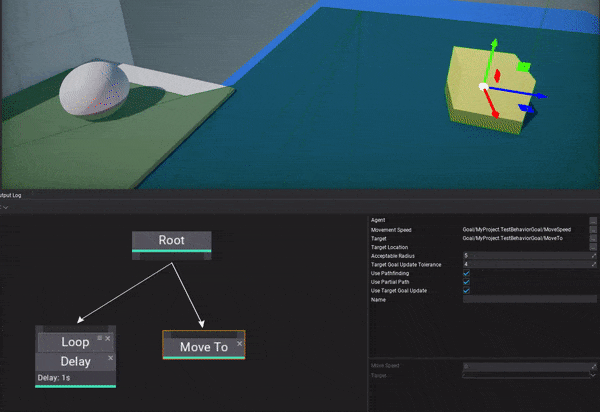 utput Log
Root
Loop
Delay
Delay: 1s
Move To
Agent
Movement Speed Goal/MyProject.TestBehaviorGoal/MoveSpeed
Target Goal/MyProject.TestBehaviorGoal/MoveTo
Target Location
Acceptable Radius 5
Target Goal Update Tolerance 4
Use Pathfinding
Use Partial Path
Use Target Goal Update
Name
Move Speed